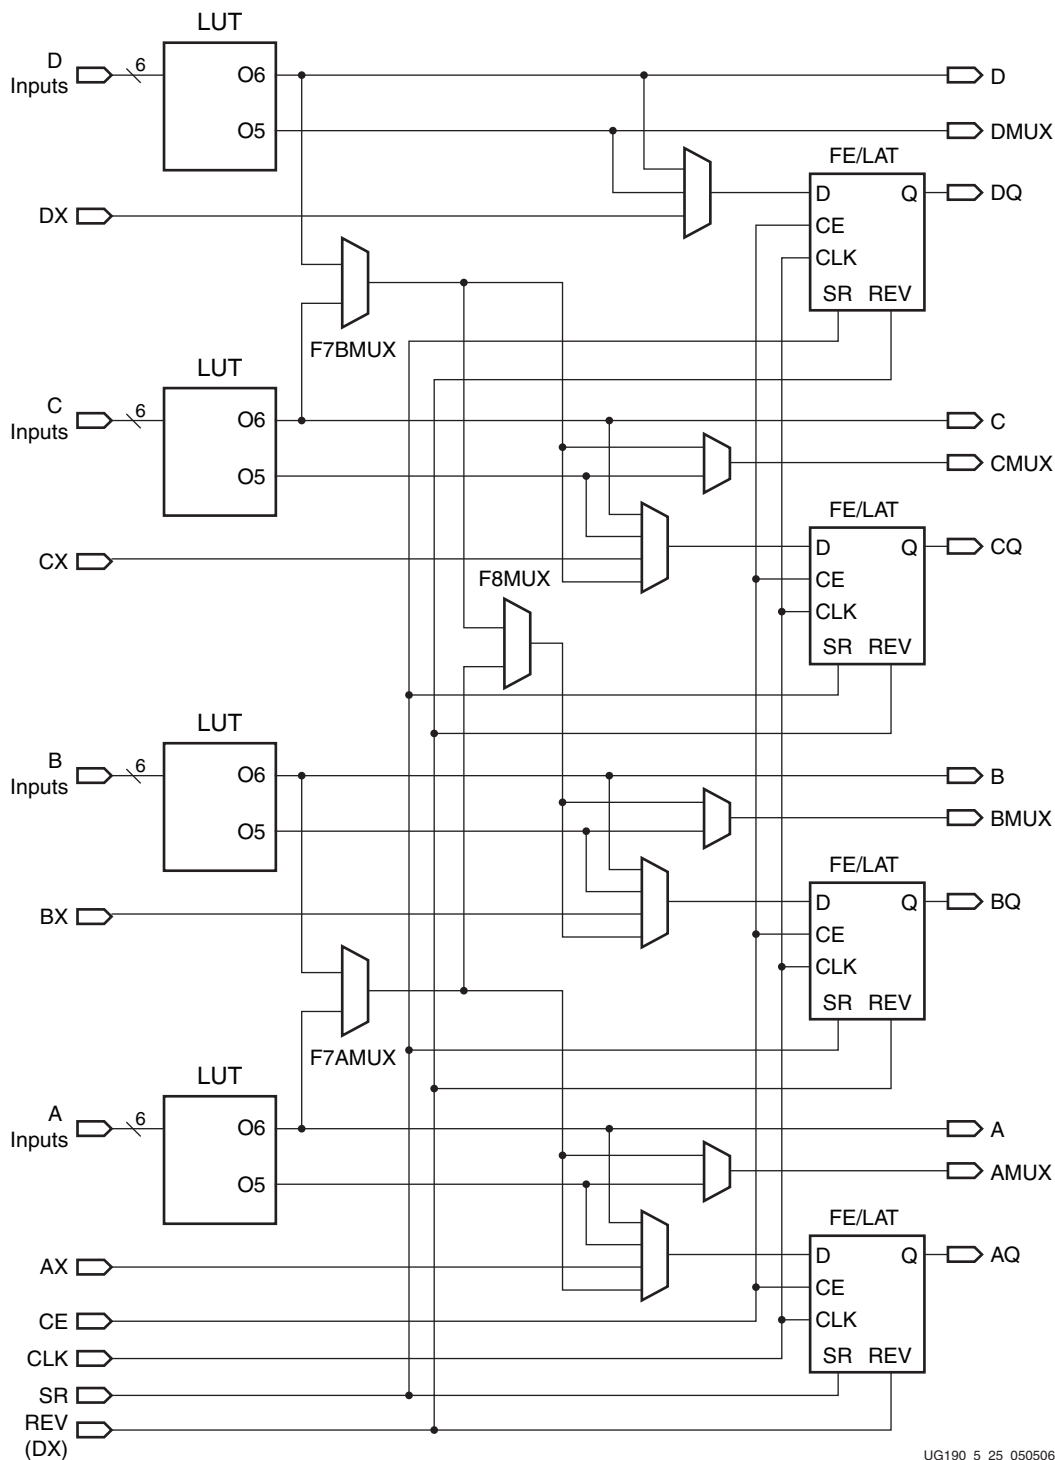 LUT
D
Inputs
6
O6
D
O5
DMUX
FE/LAT
D
Q
DQ
DX
CE
CLK
SR REV
F7BMUX
LUT
C
Inputs
6
O6
C
CMUX
O5
FE/LAT
D
Q
CQ
CX
F8MUX
CE
CLK
SR REV
LUT
B
Inputs
6
O6
B
BMUX
O5
FE/LAT
D
Q
BQ
BX
CE
CLK
SR REV
F7AMUX
LUT
A
Inputs
6
O6
A
AMUX
O5
FE/LAT
D
Q
AQ
AX
CE
CE
CLK
CLK
SR REV
SR
REV
(DX)
UG190_5_25_050506